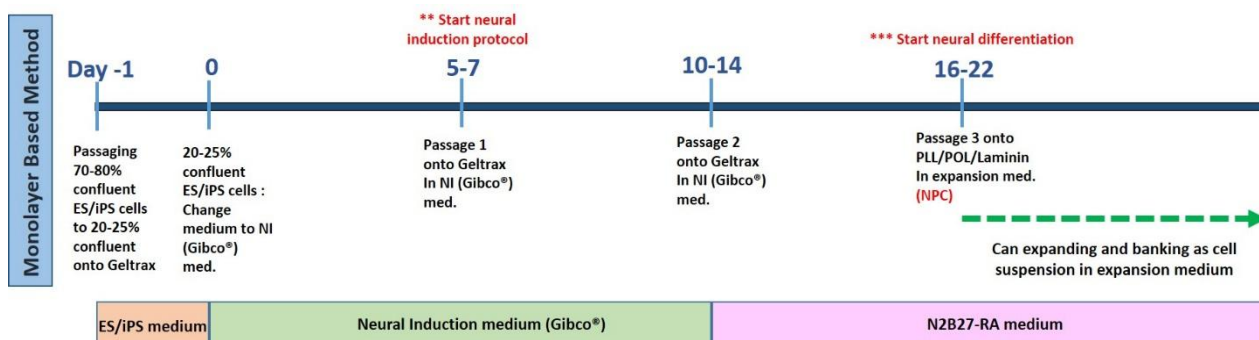 Monolayer Based Method
** Start neural
induction protocol
*** Start neural differentiation
Day -1
0
5-7
10-14
16-22
Passaging
70-80%
confluent
ES/iPS cells
to 20-25%
confluent
onto Geltrax
20-25%
confluent
ES/iPS cells :
Change
medium to NI
(Gibco®)
med.
Passage 1
onto Geltrax
In NI (Gibco®)
med.
Passage 2
onto Geltrax
In NI (Gibco®)
med.
Passage 3 onto
PLL/POL/Laminin
In expansion med.
(NPC)
Can expanding and banking as cell
suspension in expansion medium
ES/iPS medium
Neural Induction medium (Gibco®)
N2B27-RA medium